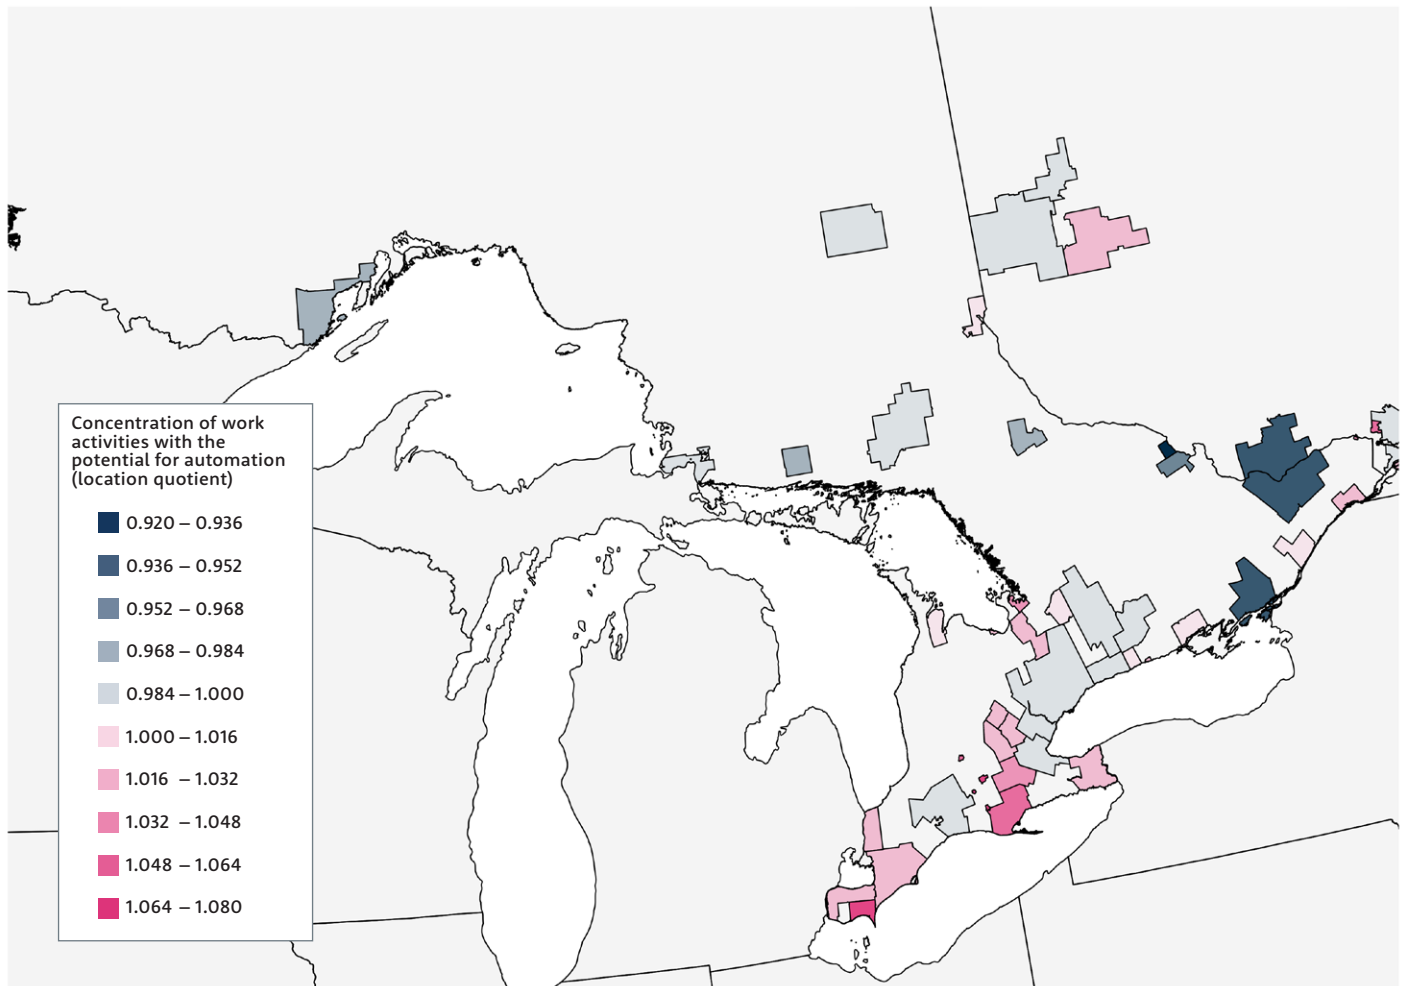 Concentration of work
activities with the
potential for automation
(location quotient)
0.920 – 0.936
0.936 – 0.952
0.952 – 0.968
0.968 – 0.984
0.984 – 1.000
1.000 – 1.016
1.016 – 1.032
1.032 – 1.048
1.048 – 1.064
1.064 – 1.080